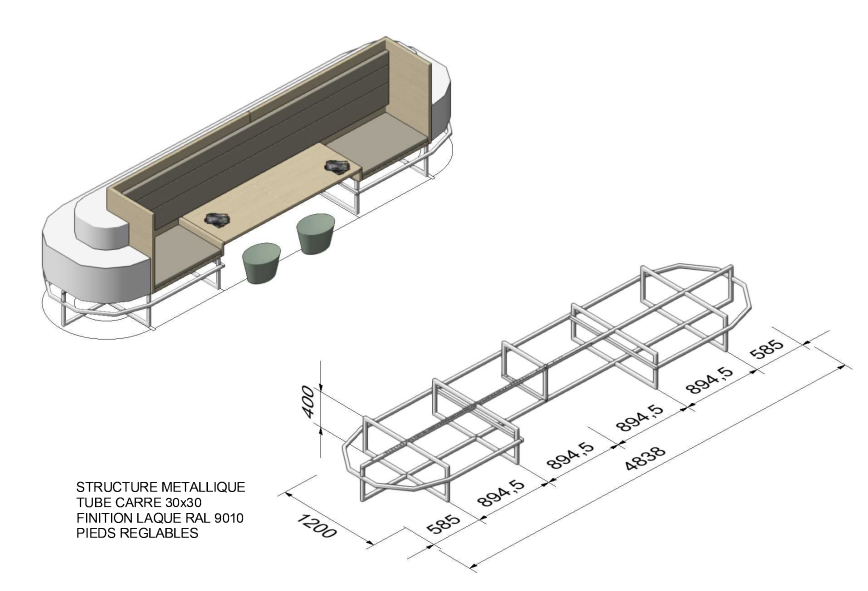 400
1200
585
894,5
894,5
894,5
894,5
585
4838
STRUCTURE METALLIQUE
TUBE CARRE 30x30
FINITION LAQUE RAL 9010
PIEDS REGLABLES